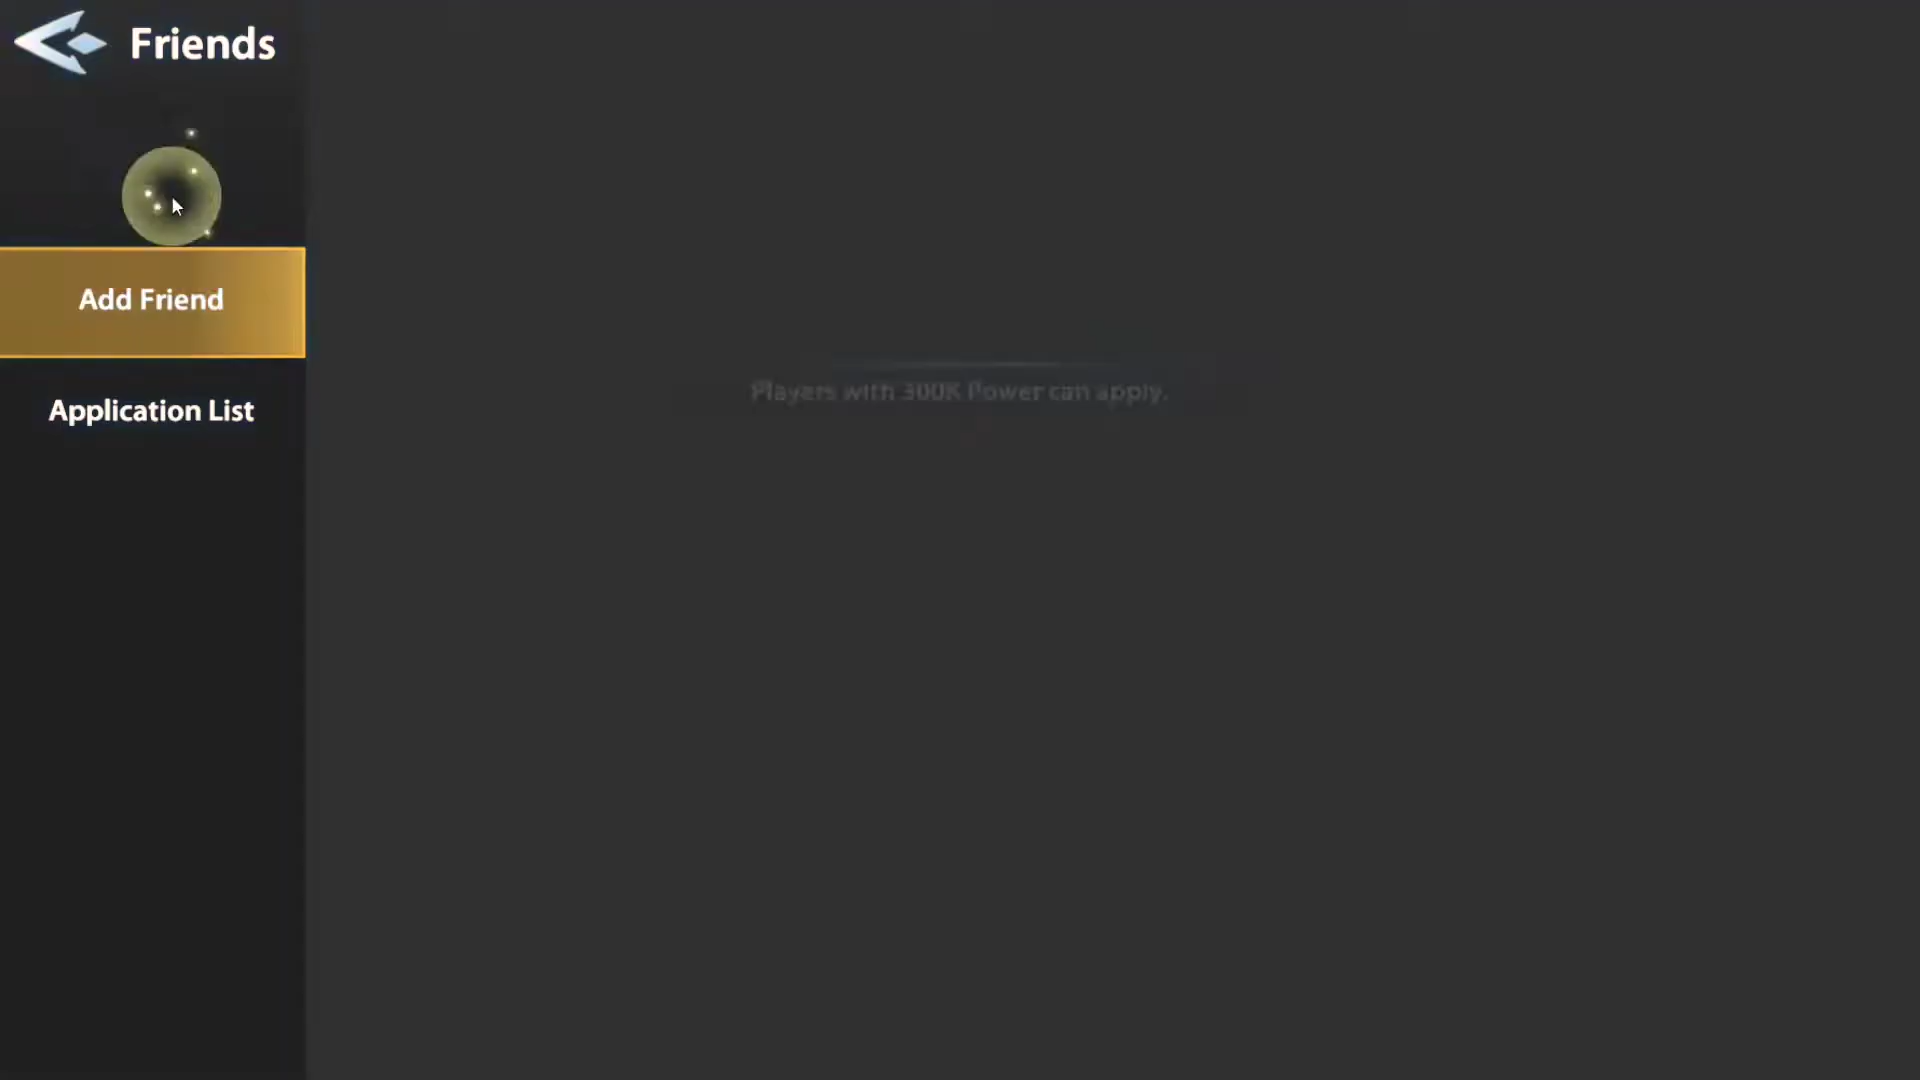 Friends
Add Friend
Application List
Players with 300K Power can apply.